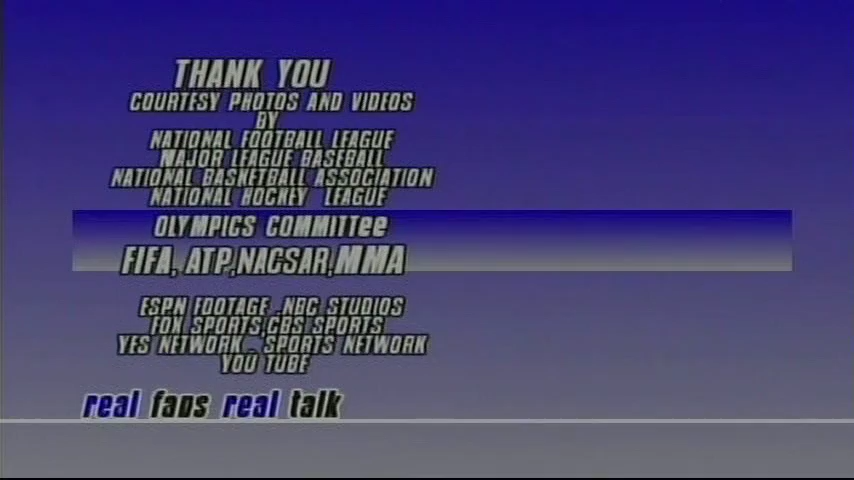 THANK YOU
COURTESY PHOTOS AND VIDEOS
BY
NATIONAL FOOTBALL LEAGUE
MAJOR LEAGUE BASEBALL
NATIONAL BASKETBALL ASSOCIATION
NATIONAL HOCKEY LEAGUE
OLYMPICS COMMITTee
FIFA, ATP,NACSAR,MMA
ESPN FOOTAGE .NBC STUDIOS
FOX SPORTS,CBS SPORTS
YES NETWORK. SPORTS NETWORK
YOU TUBE
real fans real talk